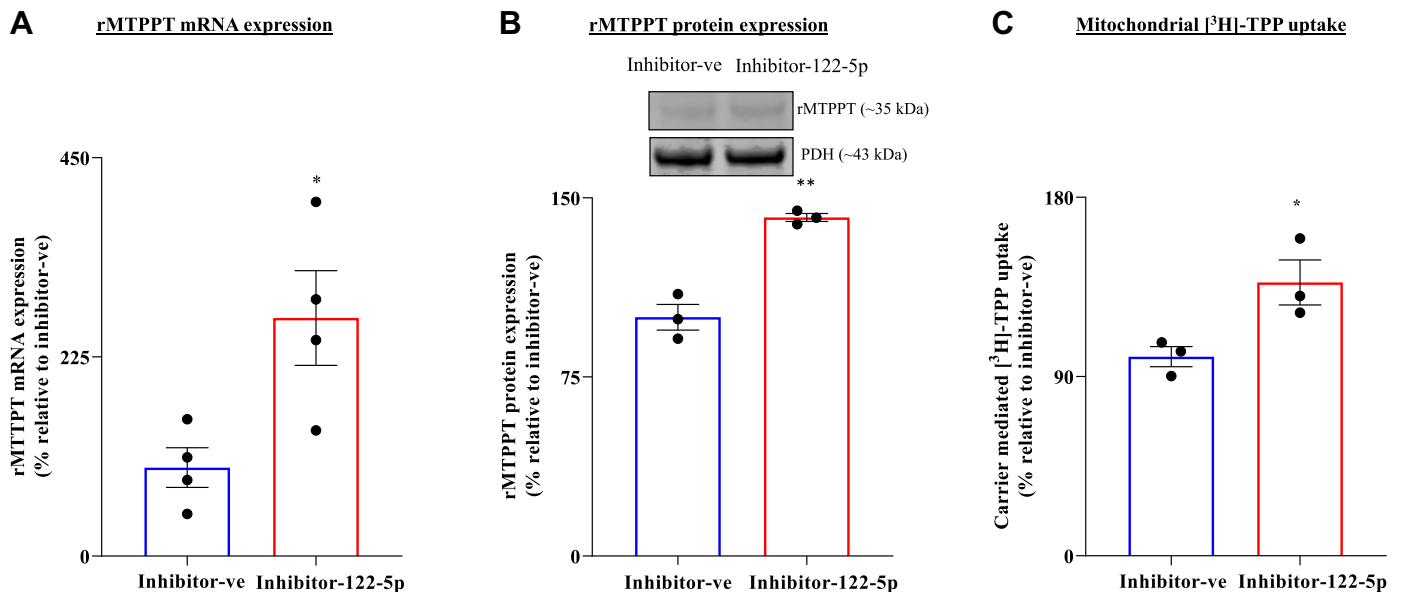 A
rMTPPT mRNA expression
rMTTPT mRNA expression
(% relative to inhibitor-ve)
450
225
0
*
Inhibitor-ve
Inhibitor-122-5p
B
rMTPPT protein expression
Inhibitor-ve
Inhibitor-122-5p
rMTPPT (~35 kDa)
PDH (~43 kDa)
rMTPPT protein expression
(% relative to inhibitor-ve)
150
75
0
**
Inhibitor-ve
Inhibitor-122-5p
C
Mitochondrial [³H]-TPP uptake
Carrier mediated [³H]-TPP uptake
(% relative to inhibitor-ve)
180
90
0
*
Inhibitor-ve
Inhibitor-122-5p